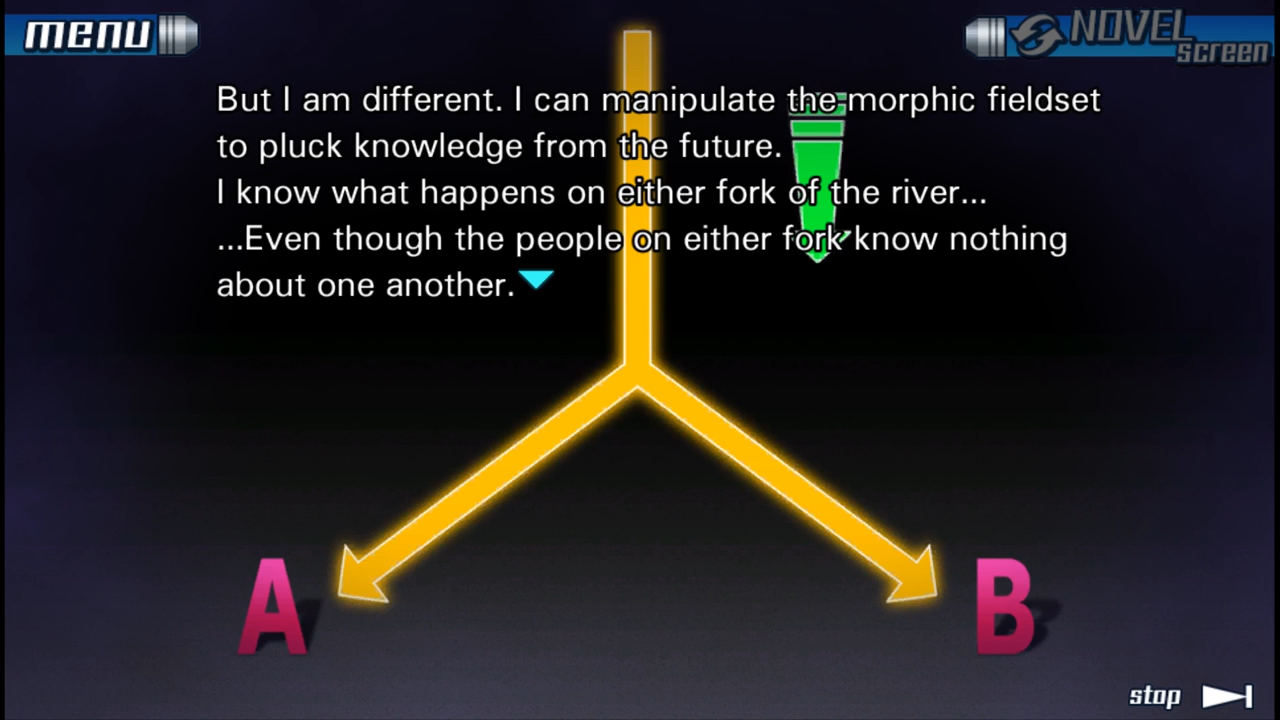 menu
NOVEL
screen
But I am different. I can manipulate the morphic fieldset
to pluck knowledge from the future.
I know what happens on either fork of the river...
...Even though the people on either fork know nothing
about one another.
A
B
stop